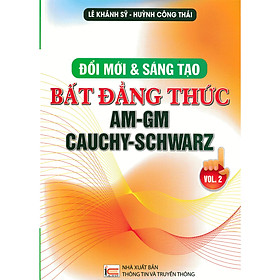 LÊ KHÁNH SỸ - HUỲNH CÔNG THÁI
ĐỔI MỚI & SÁNG TẠO
BẤT ĐẲNG THỨC
AM-GM
CAUCHY-SCHWARZ
VOL. 2
NHÀ XUẤT BẢN
THÔNG TIN VÀ TRUYỀN THÔNG